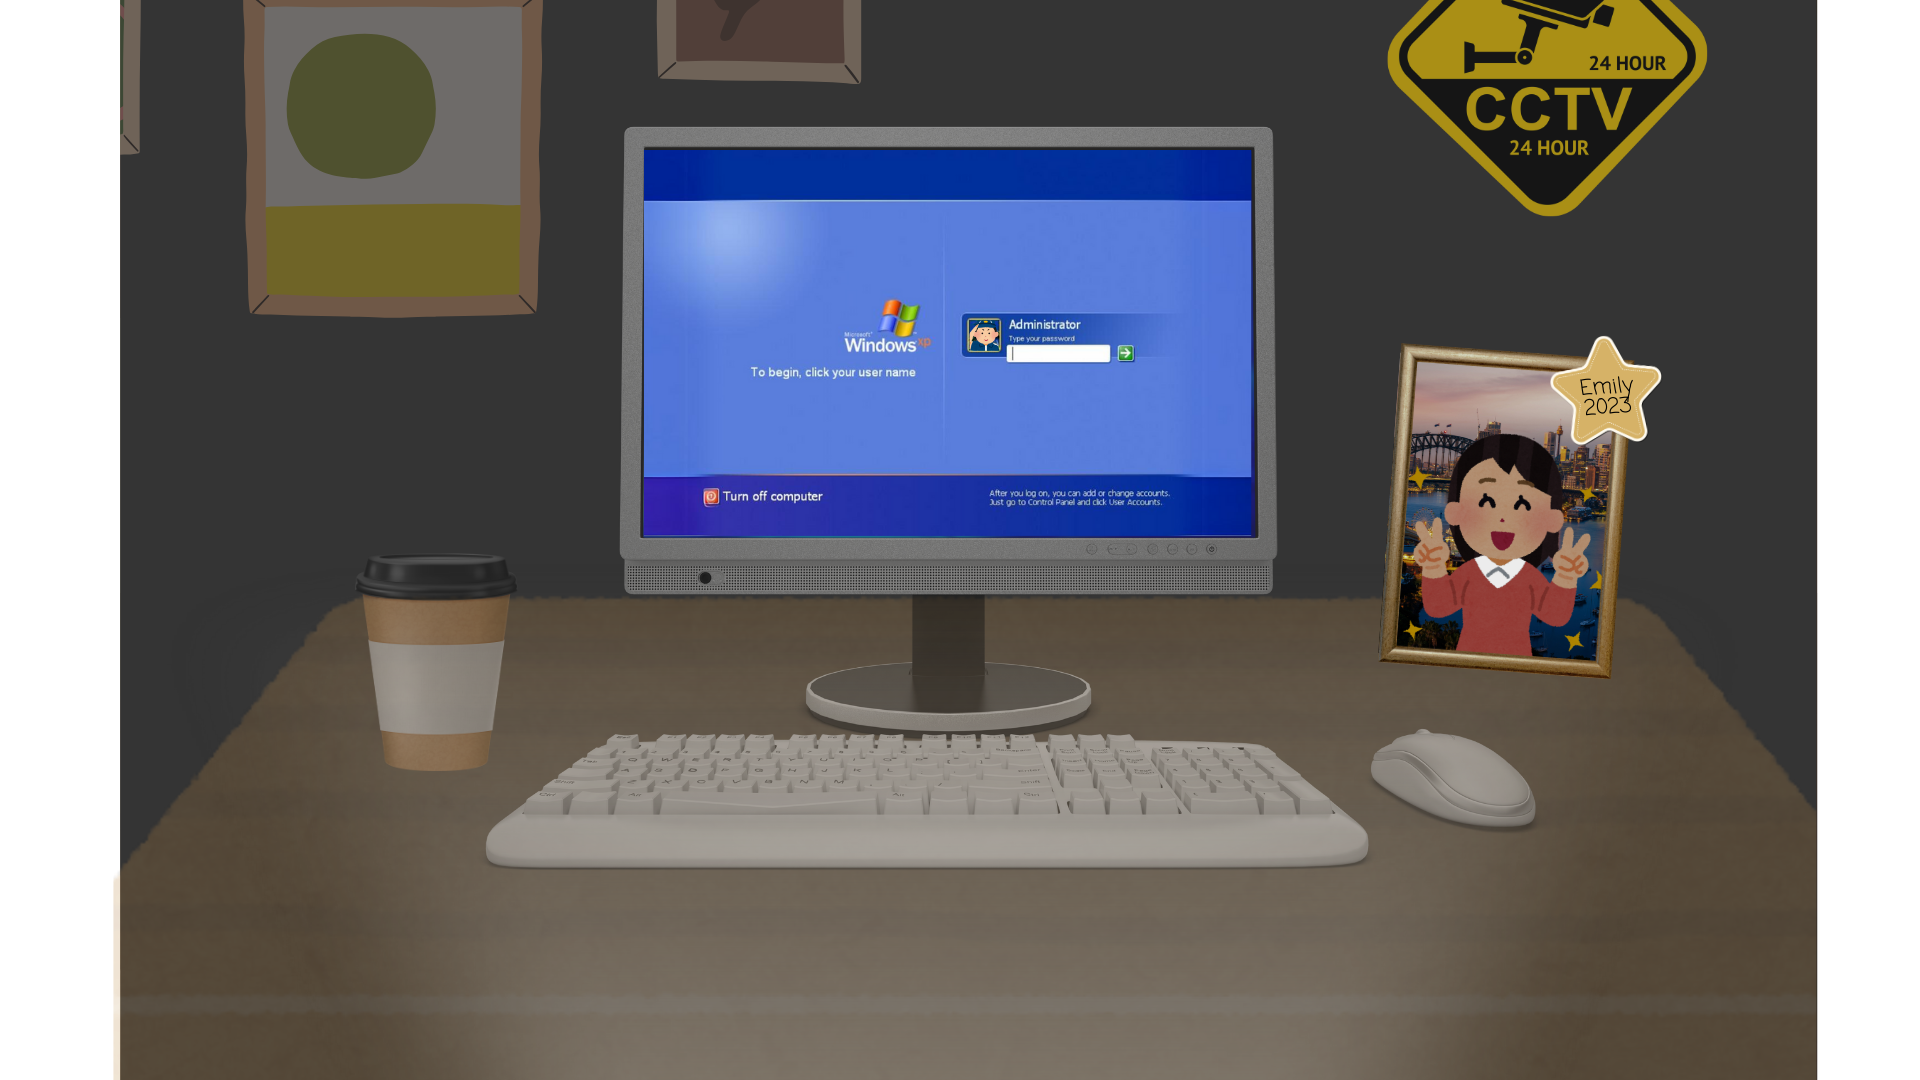 24 HOUR
CCTV
24 HOUR
Administrator
Type your password
Microsoft
Windows xp
To begin, click your user name
Emily
2023
Turn off computer
After you log on, you can add or change accounts.
Just go to Control Panel and click User Accounts.